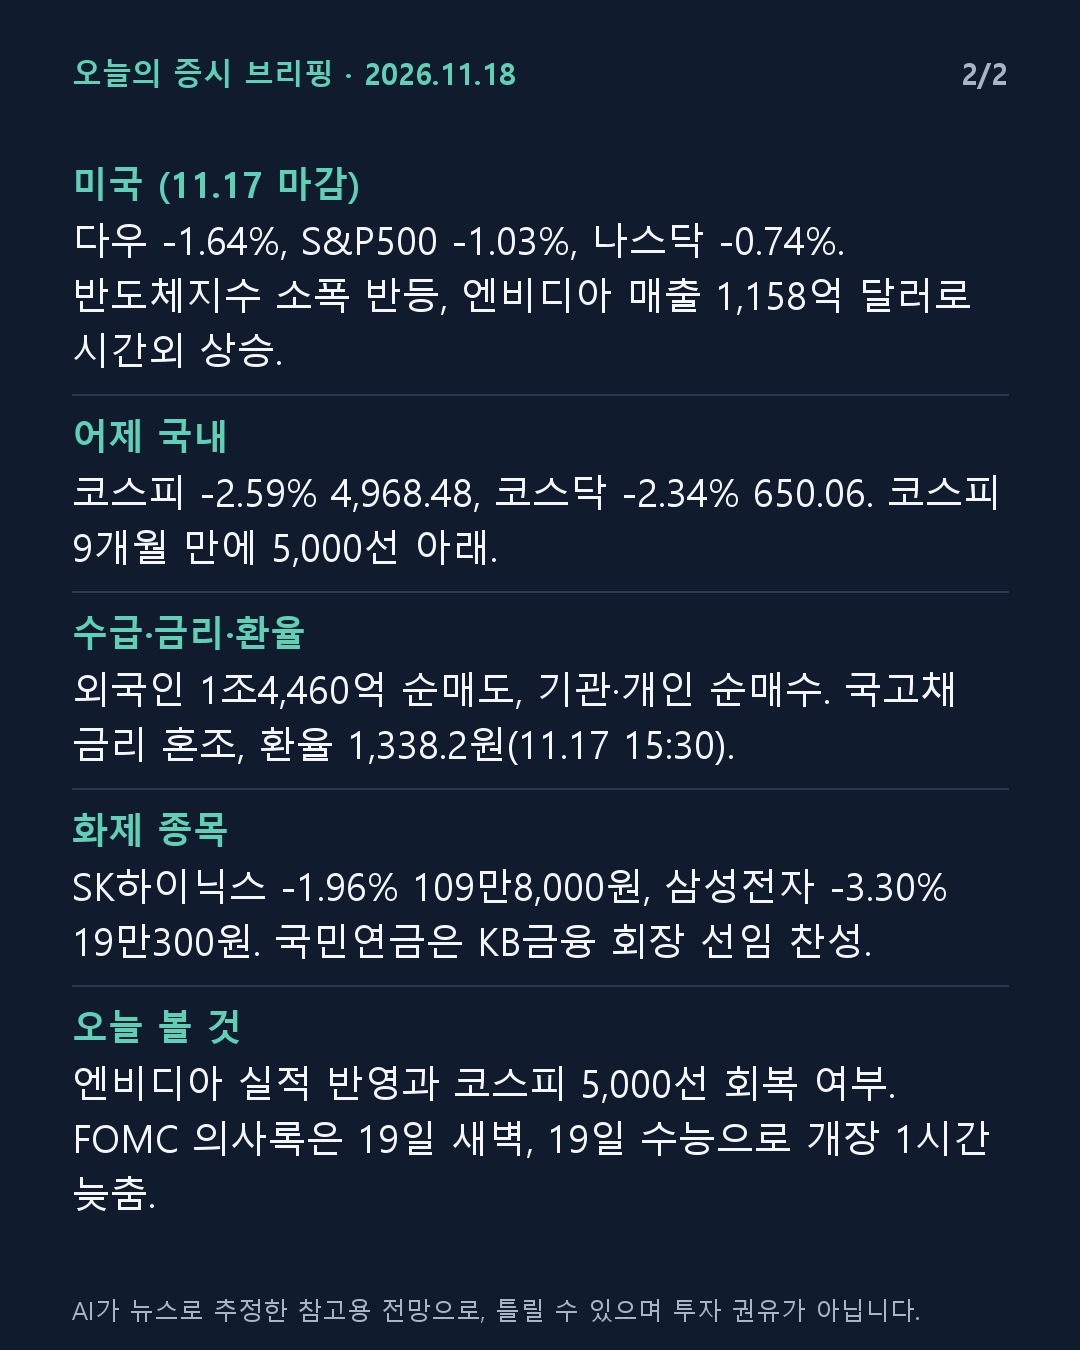 오늘의 증시 브리핑 · 2026.11.18
2/2
미국 (11.17 마감)
다우 -1.64%, S&P500 -1.03%, 나스닥 -0.74%.
반도체지수 소폭 반등, 엔비디아 매출 1,158억 달러로
시간외 상승.
어제 국내
코스피 -2.59% 4,968.48, 코스닥 -2.34% 650.06. 코스피
9개월 만에 5,000선 아래.
수급·금리·환율
외국인 1조4,460억 순매도, 기관·개인 순매수. 국고채
금리 혼조, 환율 1,338.2원(11.17 15:30).
화제 종목
SK하이닉스 -1.96% 109만8,000원, 삼성전자 -3.30%
19만300원. 국민연금은 KB금융 회장 선임 찬성.
오늘 볼 것
엔비디아 실적 반영과 코스피 5,000선 회복 여부.
FOMC 의사록은 19일 새벽, 19일 수능으로 개장 1시간
늦춤.
AI가 뉴스로 추정한 참고용 전망으로, 틀릴 수 있으며 투자 권유가 아닙니다.